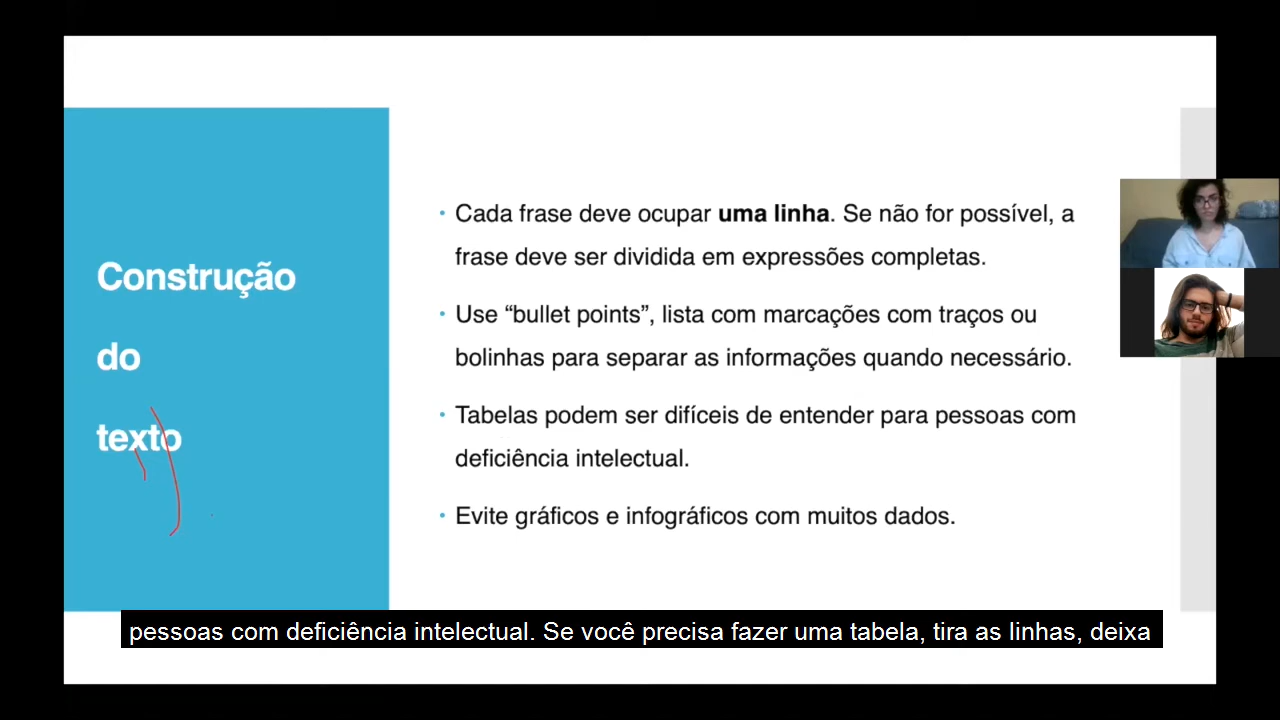 Construção
do
texto
• Cada frase deve ocupar uma linha. Se não for possível, a
frase deve ser dividida em expressões completas.
• Use “bullet points”, lista com marcações com traços ou
bolinhas para separar as informações quando necessário.
• Tabelas podem ser difíceis de entender para pessoas com
deficiência intelectual.
• Evite gráficos e infográficos com muitos dados.
pessoas com deficiência intelectual. Se você precisa fazer uma tabela, tira as linhas, deixa